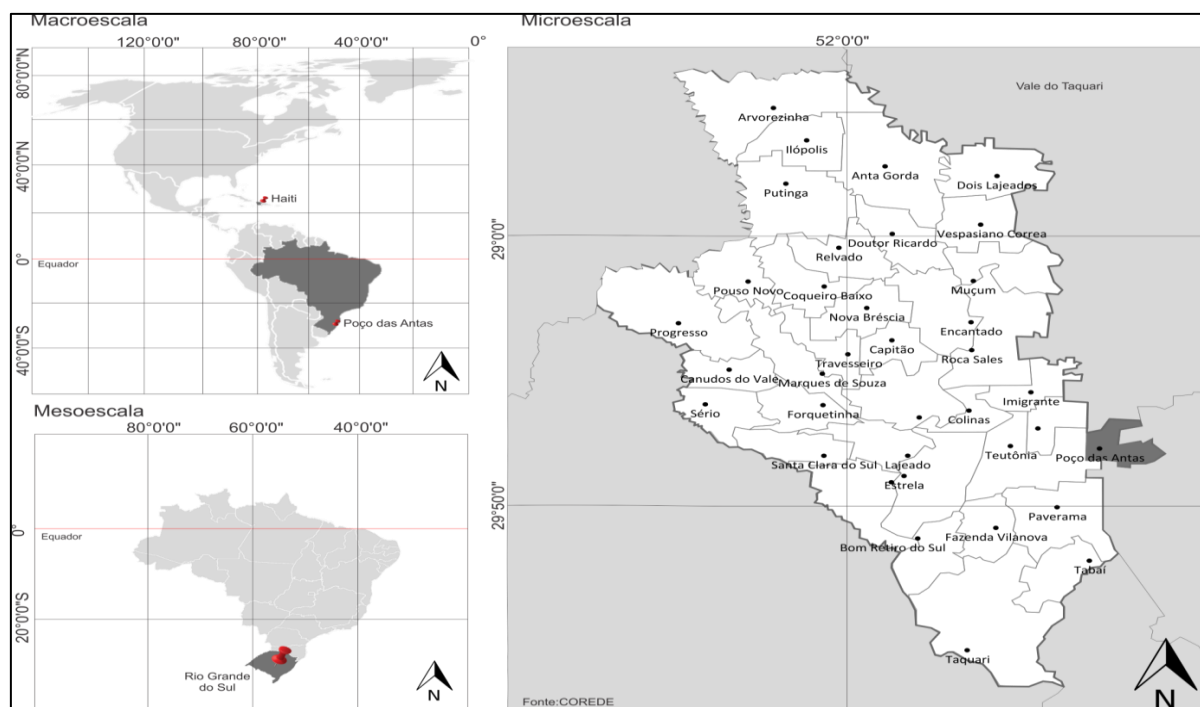 Macroescala
120°0'0" 80°0'0" 40°0'0" 0°
80°0'0"N
40°0'0"N
Haiti
0°
Equador
Poço das Antas
40°0'0"S
N
Mesoescala
80°0'0" 60°0'0" 40°0'0"
0°
Equador
20°0'0"S
Rio Grande
do Sul
N
Microescala
52°0'0"
Vale do Taquari
Arvorezinha
Ilópolis
Anta Gorda
Dois Lajeados
Putinga
29°0'0"
Vespasiano Correa
Doutor Ricardo
Relvado
Pouso Novo
Coqueiro Baixo
Muçum
Nova Bréscia
Progresso
Encantado
Capitão
Travesseiro
Roca Sales
Canudos do Vale
Marques de Souza
Imigrante
Sério
Forquetinha
Colinas
Teutônia
Poço das Antas
Santa Clara do Sul
Lajeado
Estrela
29°50'0"
Paverama
Fazenda Vilanova
Bom Retiro do Sul
Tabaí
Taquari
N
Fonte:COREDE